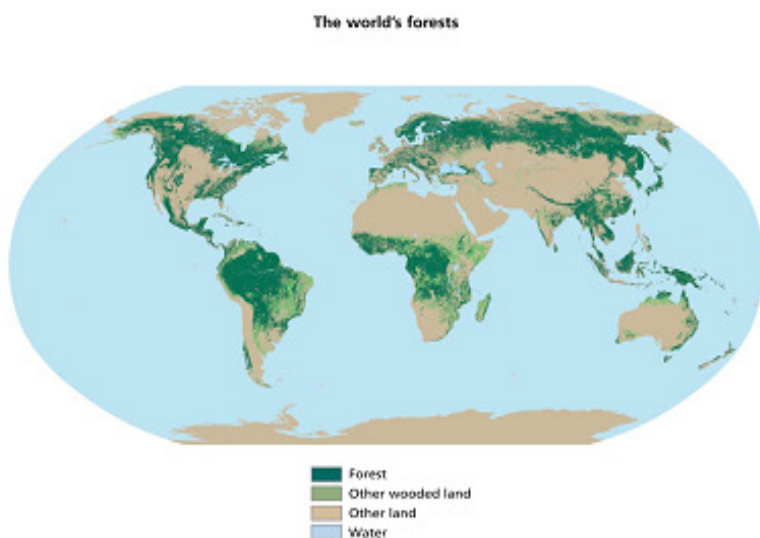 The world's forests
Forest
Other wooded land
Other land
Water